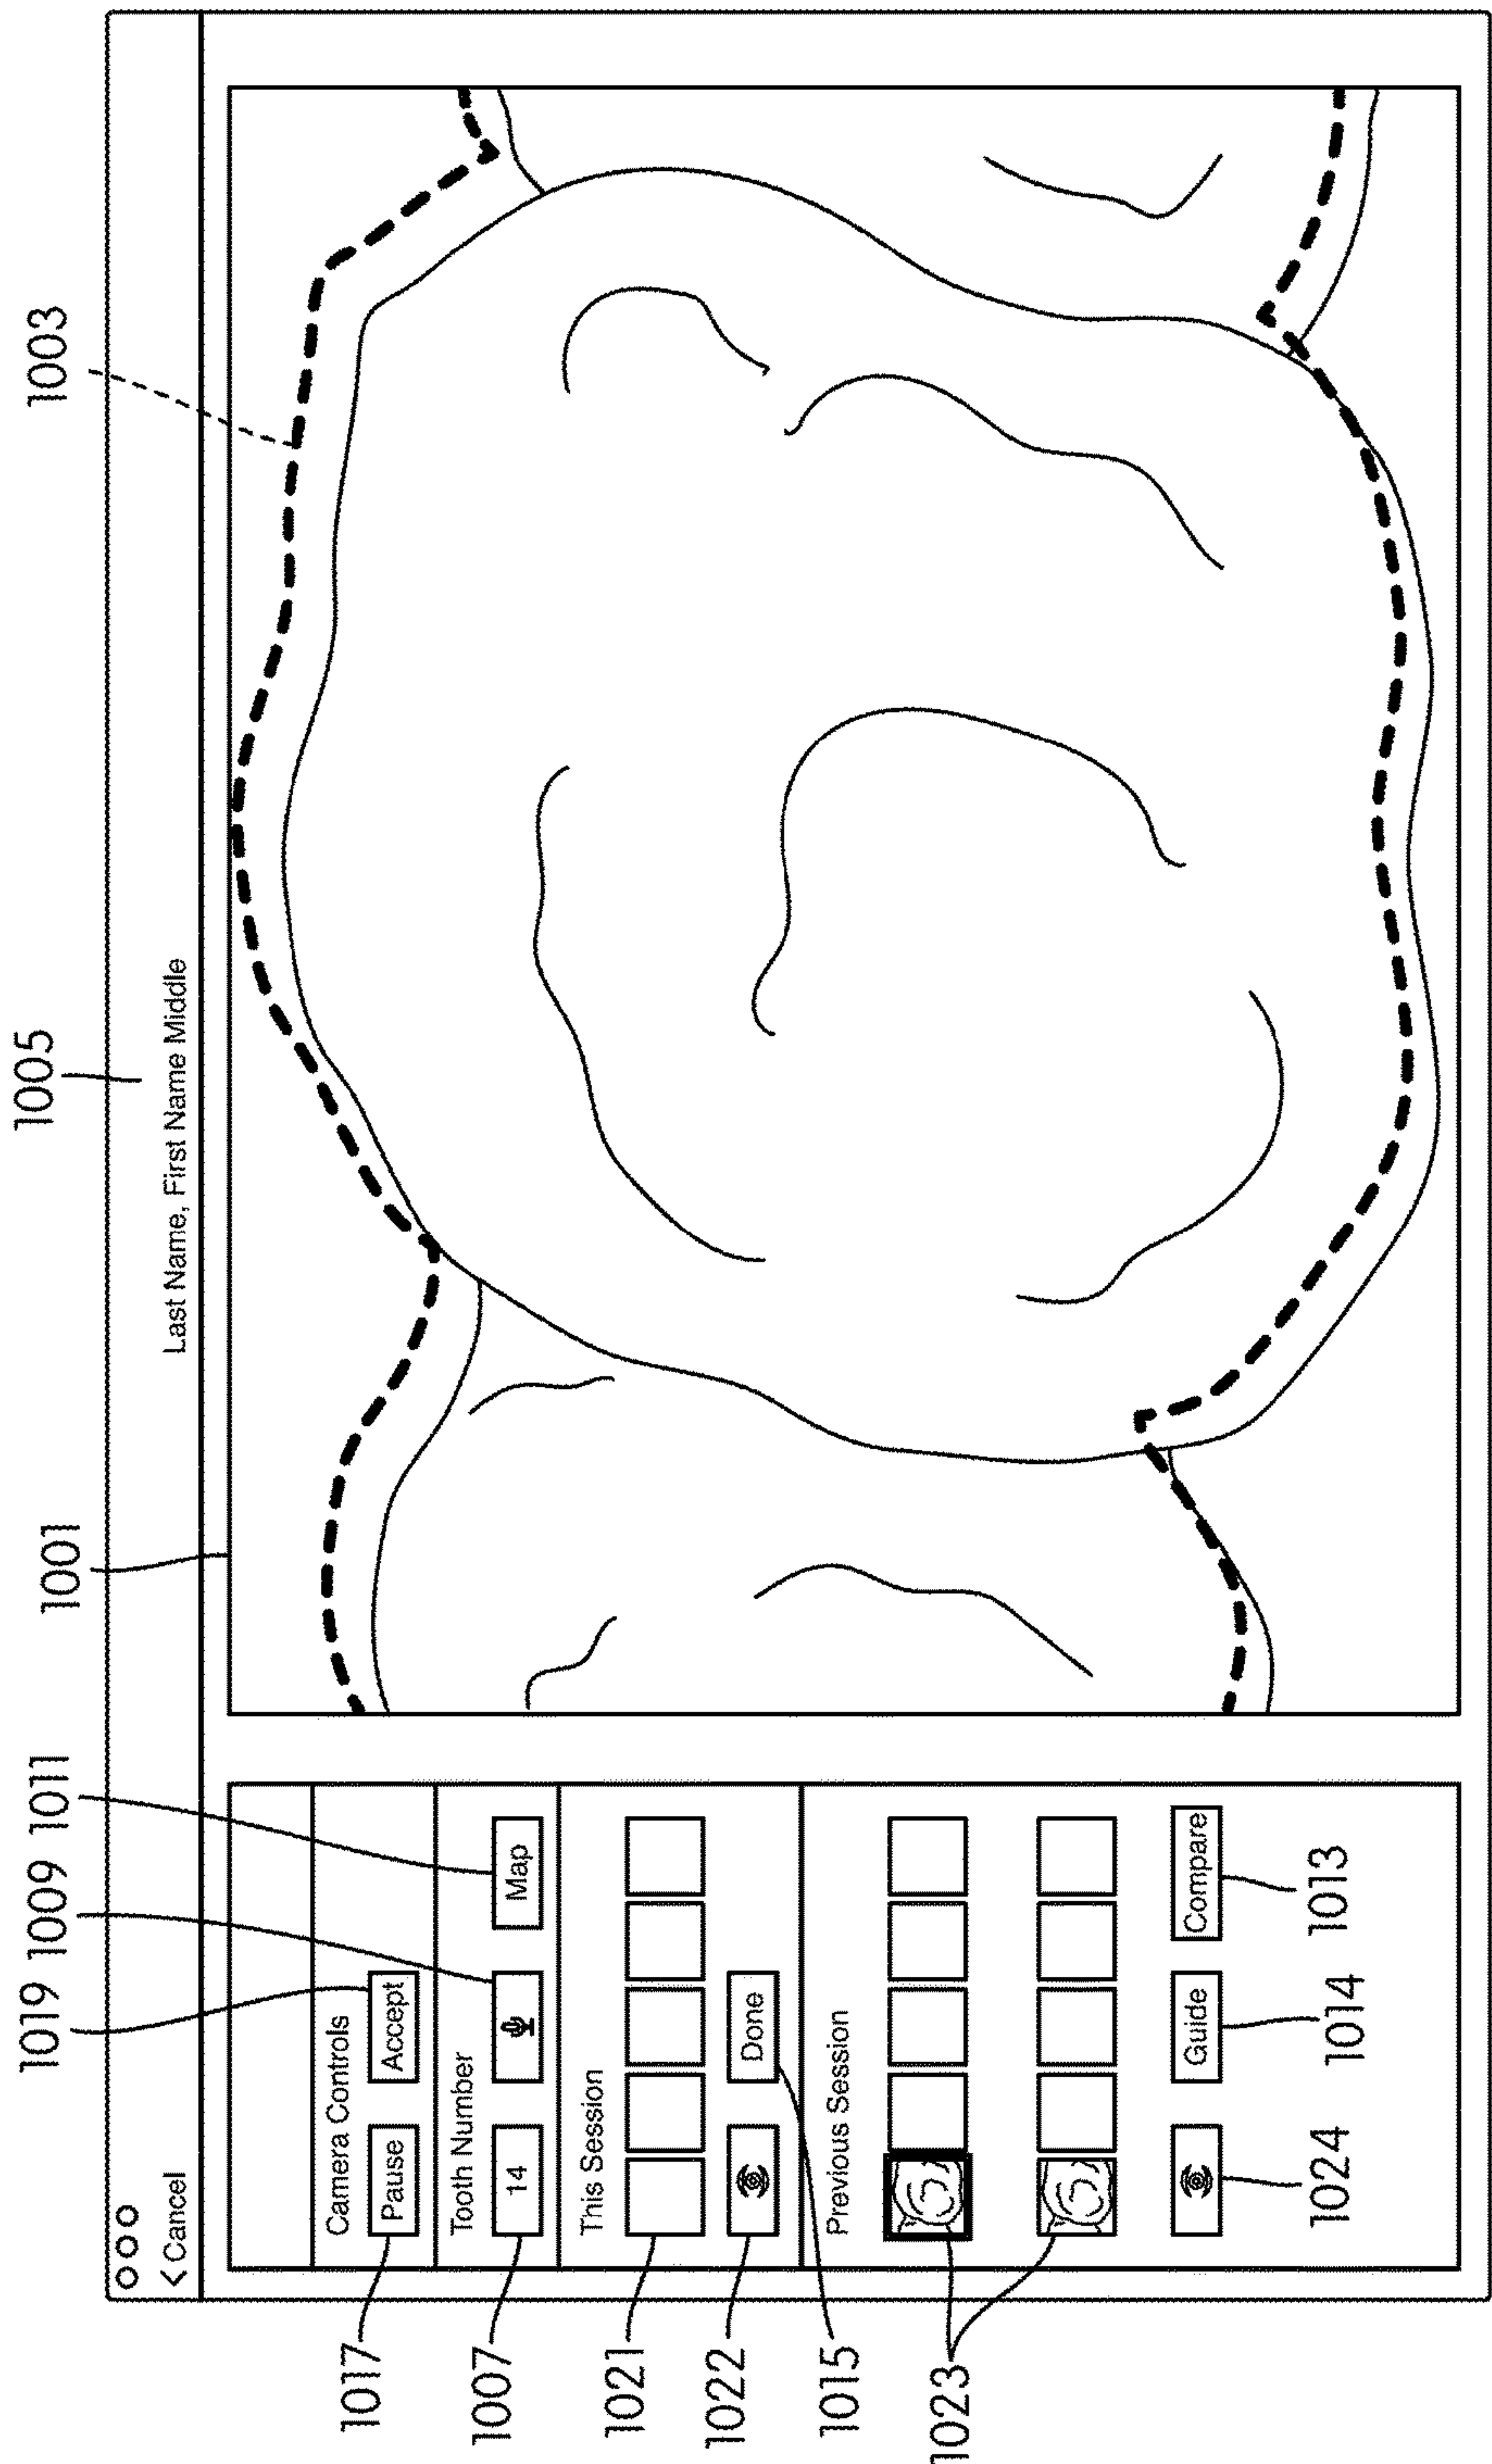 1005
1003
1001
1011
1009
1019
Last Name, First Name Middle
< Cancel
Camera Controls
Pause Accept
Tooth Number
14 Map
This Session
Done
Previous Session
Guide Compare
1017
1007
1021
1022
1015
1023
1024
1014
1013